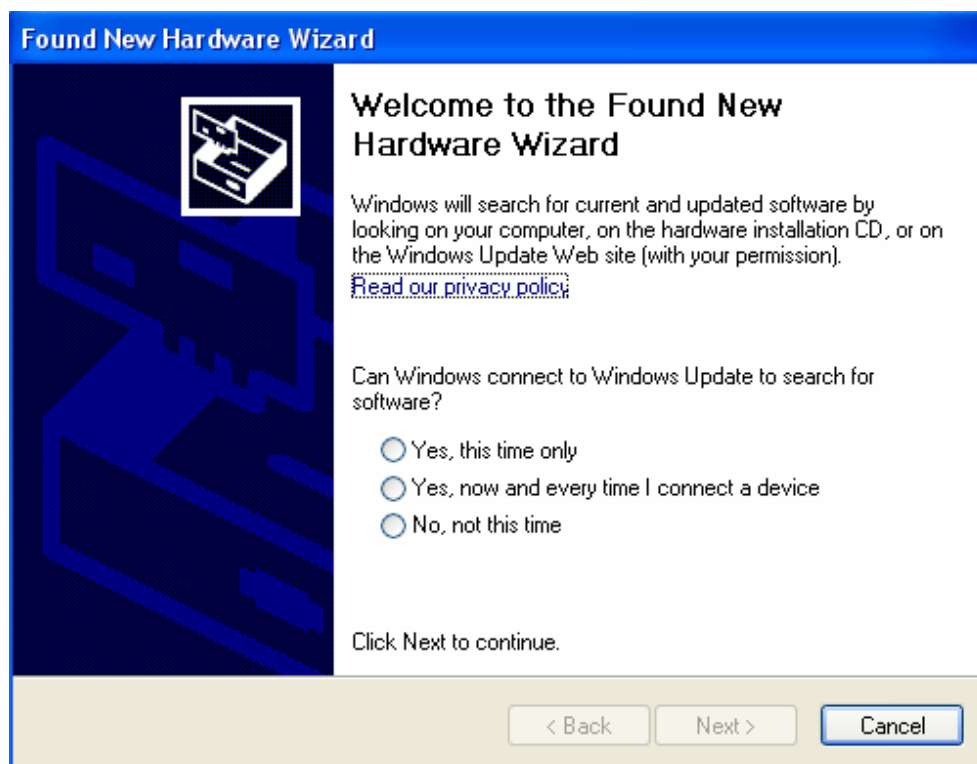 Found New Hardware Wizard
Welcome to the Found New
Hardware Wizard
Windows will search for current and updated software by
looking on your computer, on the hardware installation CD, or on
the Windows Update Web site (with your permission).
Read our privacy policy
Can Windows connect to Windows Update to search for
software?
Yes, this time only
Yes, now and every time I connect a device
No, not this time
Click Next to continue.
< Back
Next >
Cancel